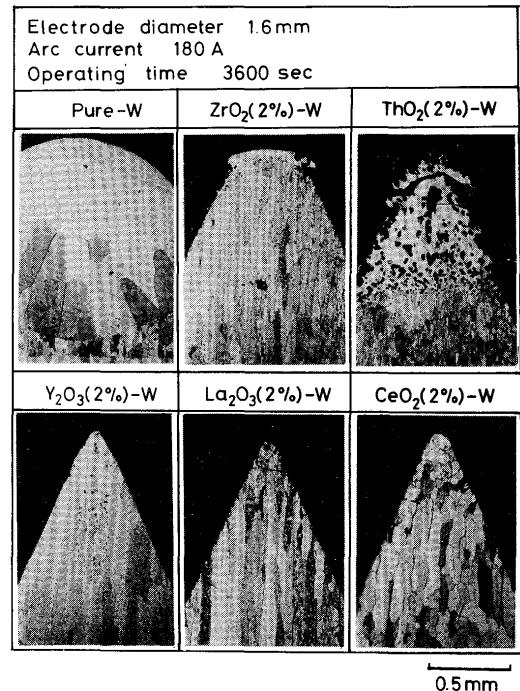 Electrode diameter 1.6mm
Arc current 180 A
Operating time 3600 sec
Pure-W ZrO₂(2%)-W ThO₂(2%)-W
Y₂O₃(2%)-W La₂O₃(2%)-W CeO₂(2%)-W
0.5mm